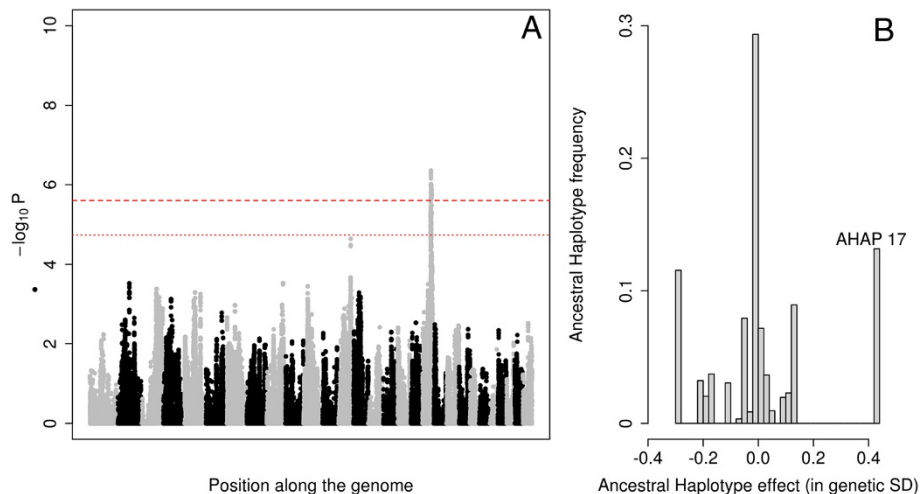 A
10
8
6
4
2
0
−log₁₀ P
Position along the genome
B
0.3
0.2
0.1
0
Ancestral Haplotype frequency
AHAP 17
-0.4 -0.2 0.0 0.2 0.4
Ancestral Haplotype effect (in genetic SD)